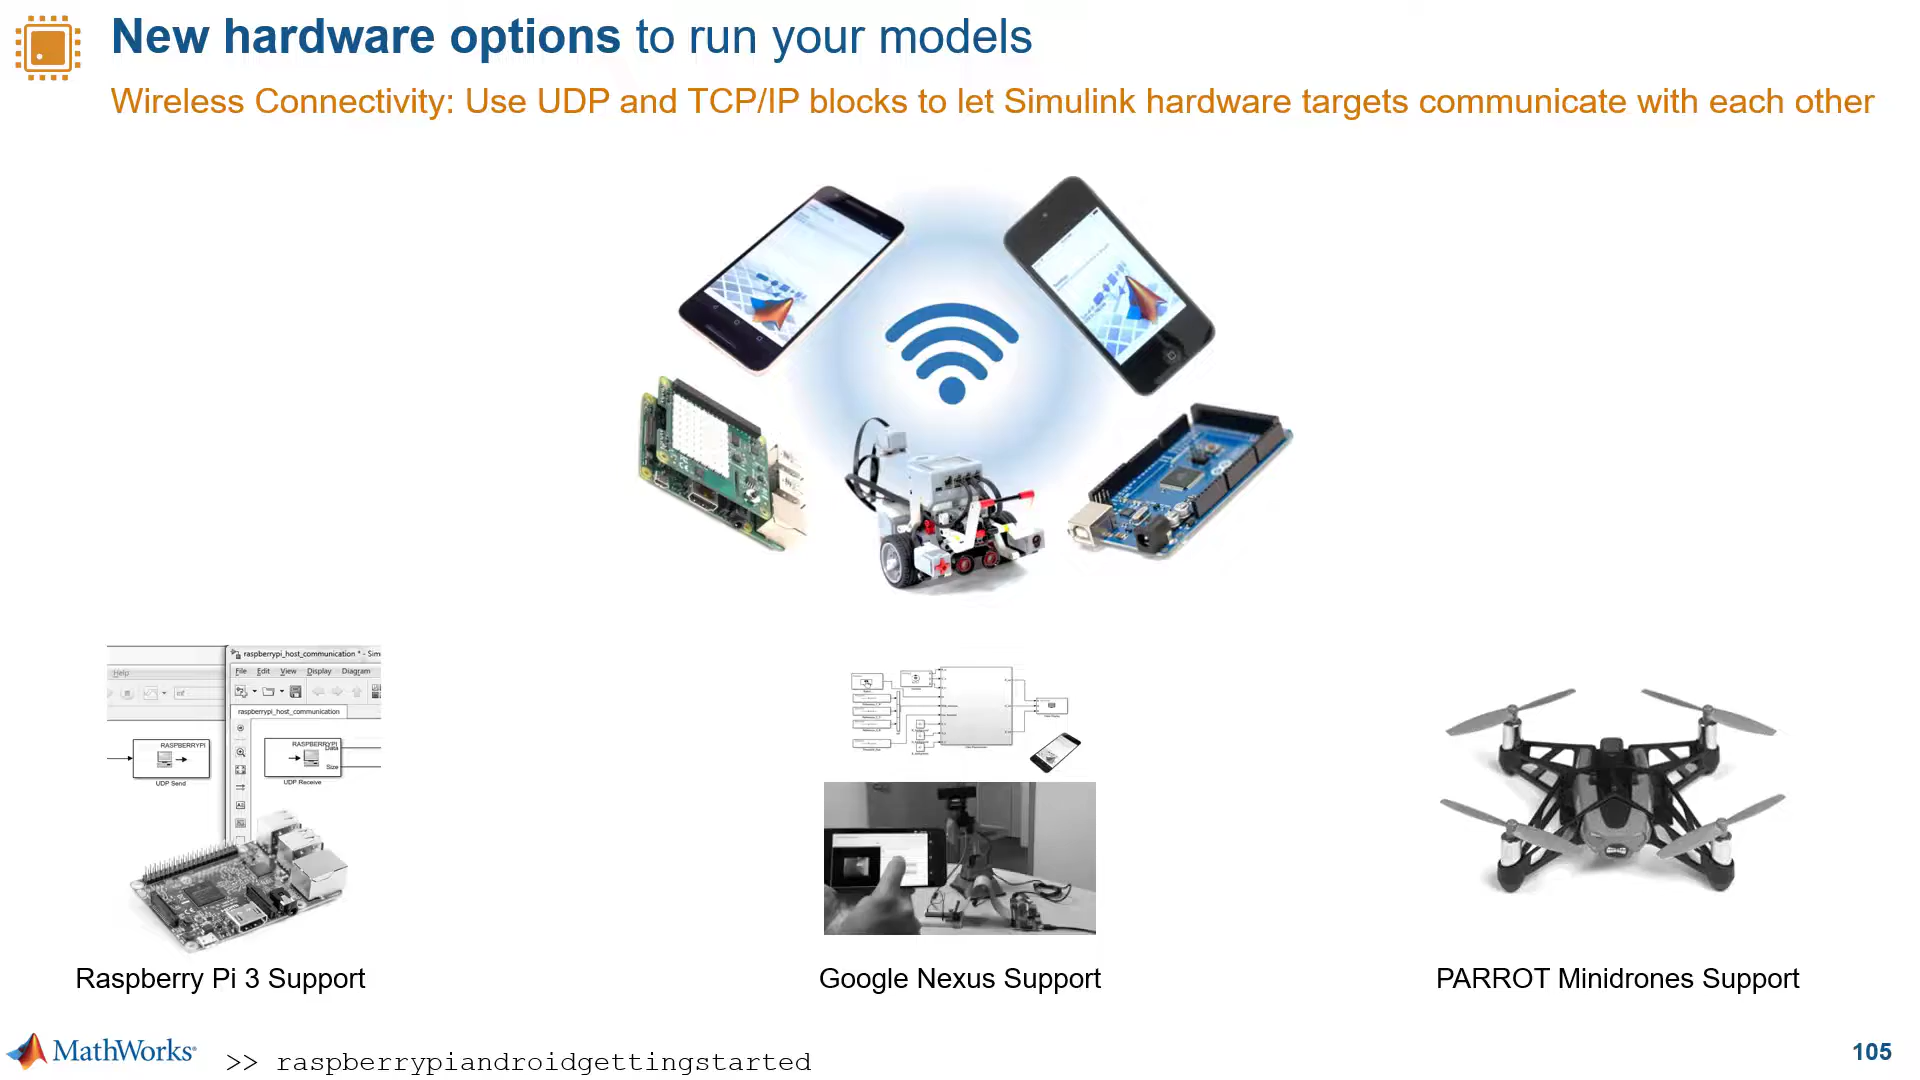 New hardware options to run your models
Wireless Connectivity: Use UDP and TCP/IP blocks to let Simulink hardware targets communicate with each other
raspberrypi_host_communication * - Sim
Help
File Edit View Display Diagram
inf
raspberrypi_host_communication
RASPBERRYPI
UDP Send
RASPBERRYPI
Data
Size
UDP Receive
Raspberry Pi 3 Support
Google Nexus Support
PARROT Minidrones Support
MathWorks
>> raspberrypiandroidgettingstarted
105